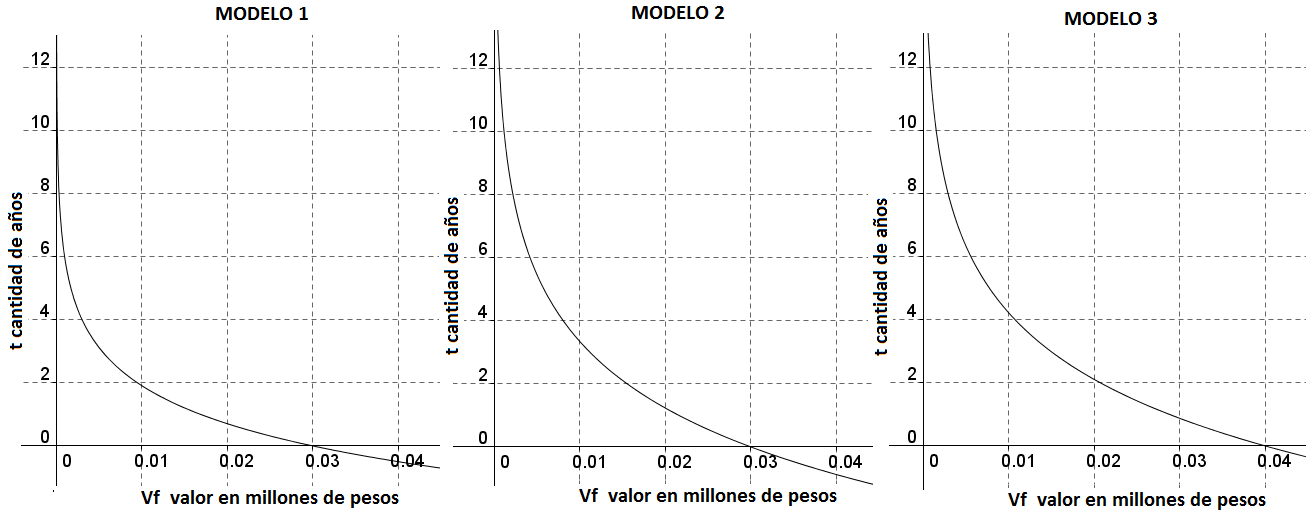 MODELO 1
12
10
8
6
4
2
0
t cantidad de años
0 0.01 0.02 0.03 0.04
Vf valor en millones de pesos
MODELO 2
12
10
8
6
4
2
0
t cantidad de años
0 0.01 0.02 0.03 0.04
Vf valor en millones de pesos
MODELO 3
12
10
8
6
4
2
0
t cantidad de años
0 0.01 0.02 0.03 0.04
Vf valor en millones de pesos